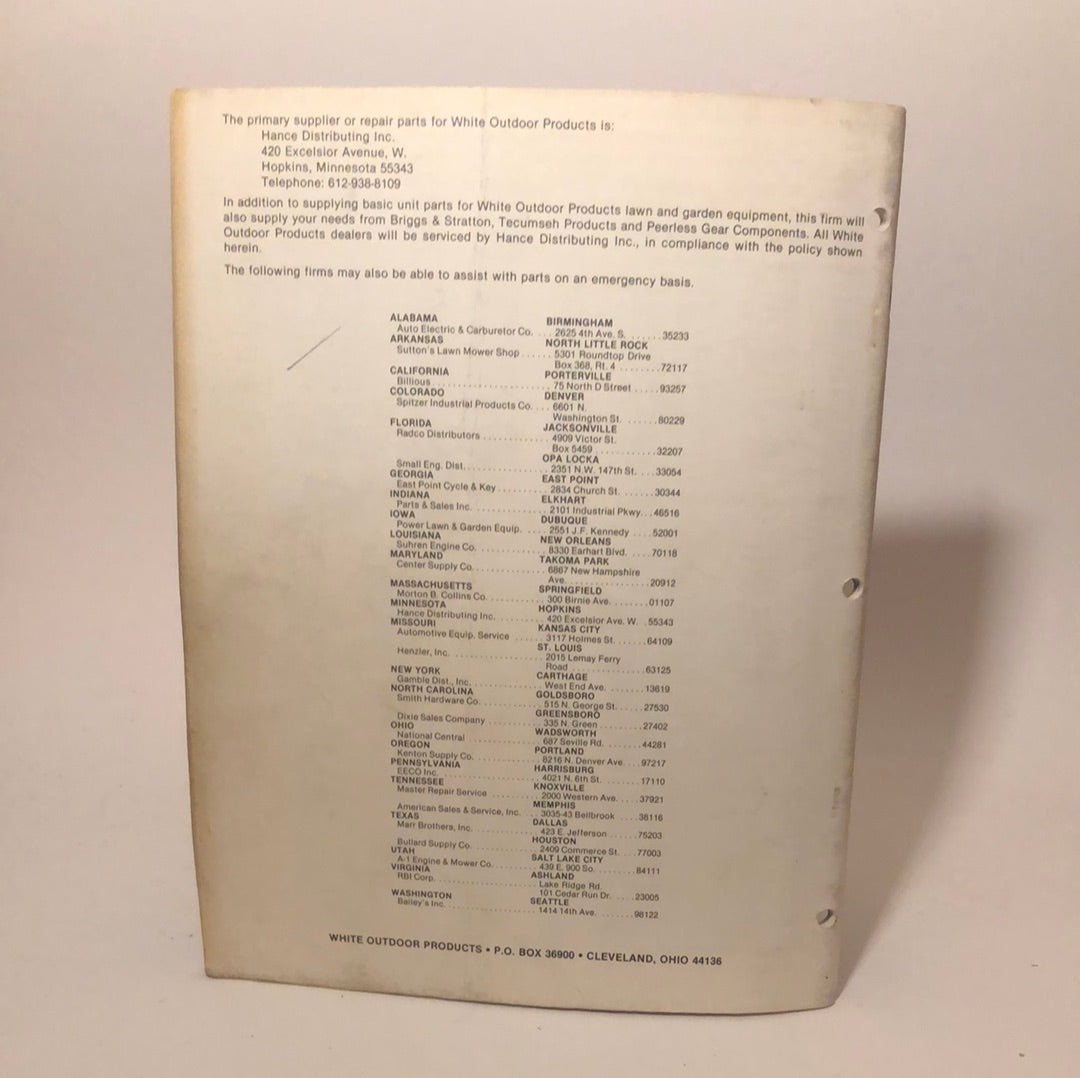 The primary supplier or repair parts for White Outdoor Products is:
Hance Distributing Inc.
420 Excelsior Avenue, W.
Hopkins, Minnesota 55343
Telephone: 612-938-8109
In addition to supplying basic unit parts for White Outdoor Products lawn and garden equipment, this firm will
also supply your needs from Briggs & Stratton, Tecumseh Products and Peerless Gear Components. All White
Outdoor Products dealers will be serviced by Hance Distributing Inc., in compliance with the policy shown
herein.
The following firms may also be able to assist with parts on an emergency basis.
ALABAMA BIRMINGHAM
Auto Electric & Carburetor Co. ... 2625 4th Ave. S. ...... 35233
ARKANSAS NORTH LITTLE ROCK
Sutton's Lawn Mower Shop ...... 5301 Roundtop Drive
Box 368, Rt. 4 ........ 72117
CALIFORNIA PORTERVILLE
Billious ...................... 75 North D Street ..... 93257
COLORADO DENVER
Spitzer Industrial Products Co. ... 6601 N.
Washington St. ...... 80229
FLORIDA JACKSONVILLE
Radco Distributors ............ 4909 Victor St.
Box 5459 ............ 32207
OPA LOCKA
Small Eng. Dist. ............... 2351 N.W. 147th St. ... 33054
GEORGIA EAST POINT
East Point Cycle & Key .......... 2834 Church St. ...... 30344
INDIANA ELKHART
Parts & Sales Inc. .............. 2101 Industrial Pkwy... 46516
IOWA DUBUQUE
Power Lawn & Garden Equip. .... 2551 J.F. Kennedy .... 52001
LOUISIANA NEW ORLEANS
Suhren Engine Co. ............. 8330 Earhart Blvd. .... 70118
MARYLAND TAKOMA PARK
Center Supply Co. ............. 6867 New Hampshire
Ave. ............... 20912
MASSACHUSETTS SPRINGFIELD
Morton B. Collins Co. ........... 300 Birnie Ave. ....... 01107
MINNESOTA HOPKINS
Hance Distributing Inc. ......... 420 Excelsior Ave. W. . 55343
MISSOURI KANSAS CITY
Automotive Equip. Service ...... 3117 Holmes St. ...... 64109
ST. LOUIS
Henzler, Inc. ................. 2015 Lemay Ferry
Road .............. 63125
NEW YORK CARTHAGE
Gamble Dist., Inc. ............. West End Ave. ....... 13619
NORTH CAROLINA GOLDSBORO
Smith Hardware Co. ............ 515 N. George St. .... 27530
GREENSBORO
Dixie Sales Company ........... 335 N. Green ........ 27402
OHIO WADSWORTH
National Central .............. 687 Seville Rd. ....... 44281
OREGON PORTLAND
Kenton Supply Co. ............. 8216 N. Denver Ave. ... 97217
PENNSYLVANIA HARRISBURG
EECO Inc. .................... 4021 N. 6th St. ...... 17110
TENNESSEE KNOXVILLE
Master Repair Service .......... 2000 Western Ave. .... 37921
MEMPHIS
American Sales & Service, Inc. .. 3035-43 Bellbrook .... 38116
TEXAS DALLAS
Marr Brothers, Inc. ............ 423 E. Jefferson ...... 75203
HOUSTON
Bullard Supply Co. ............. 2409 Commerce St. ... 77003
UTAH SALT LAKE CITY
A-1 Engine & Mower Co. ........ 439 E. 900 So. ........ 84111
VIRGINIA ASHLAND
RBI Corp. ................... Lake Ridge Rd.
101 Cedar Run Dr. .... 23005
WASHINGTON SEATTLE
Bailey's Inc. ................. 1414 14th Ave. ....... 98122
WHITE OUTDOOR PRODUCTS • P.O. BOX 36900 • CLEVELAND, OHIO 44136